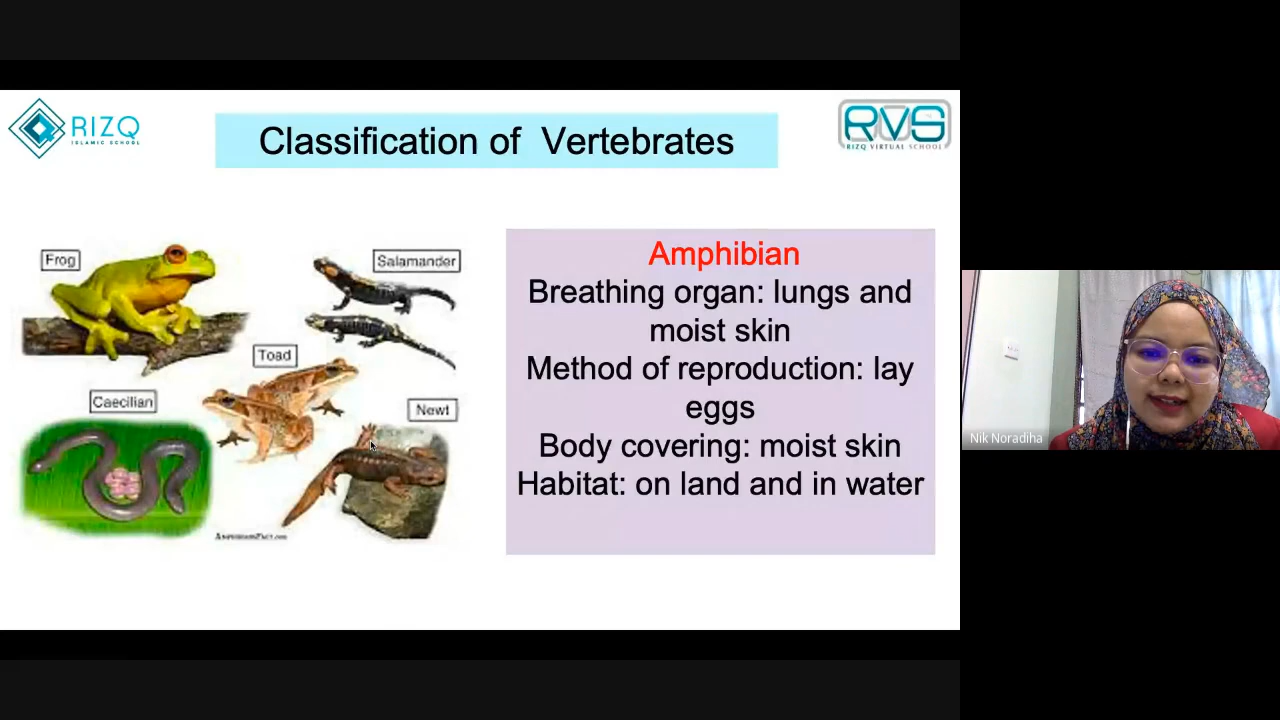 RIZQ
ISLAMIC SCHOOL
Classification of Vertebrates
RVS
RIZQ VIRTUAL SCHOOL
Frog
Salamander
Toad
Caecilian
Newt
Amphibian
Breathing organ: lungs and
moist skin
Method of reproduction: lay
eggs
Body covering: moist skin
Habitat: on land and in water
Nik Noradiha